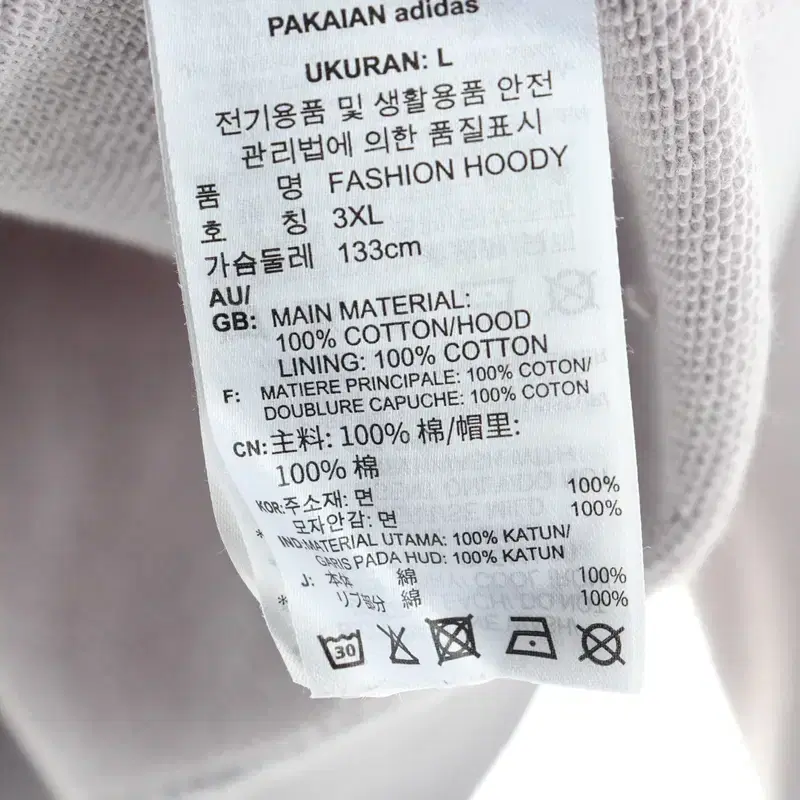 PAKAIAN adidas
UKURAN: L
전기용품 및 생활용품 안전
관리법에 의한 품질표시
품 명 FASHION HOODY
호 칭 3XL
가슴둘레 133cm
AU/
GB: MAIN MATERIAL:
100% COTTON/HOOD
LINING: 100% COTTON
F: MATIERE PRINCIPALE: 100% COTON/
DOUBLURE CAPUCHE: 100% COTON
CN: 主料: 100% 棉/帽里:
100% 棉
KOR: 주소재: 면 100%
* 모자안감: 면 100%
IND: MATERIAL UTAMA: 100% KATUN/
GARIS PADA HUD: 100% KATUN
J: 本体 綿 100%
* リブ部分 綿 100%
30